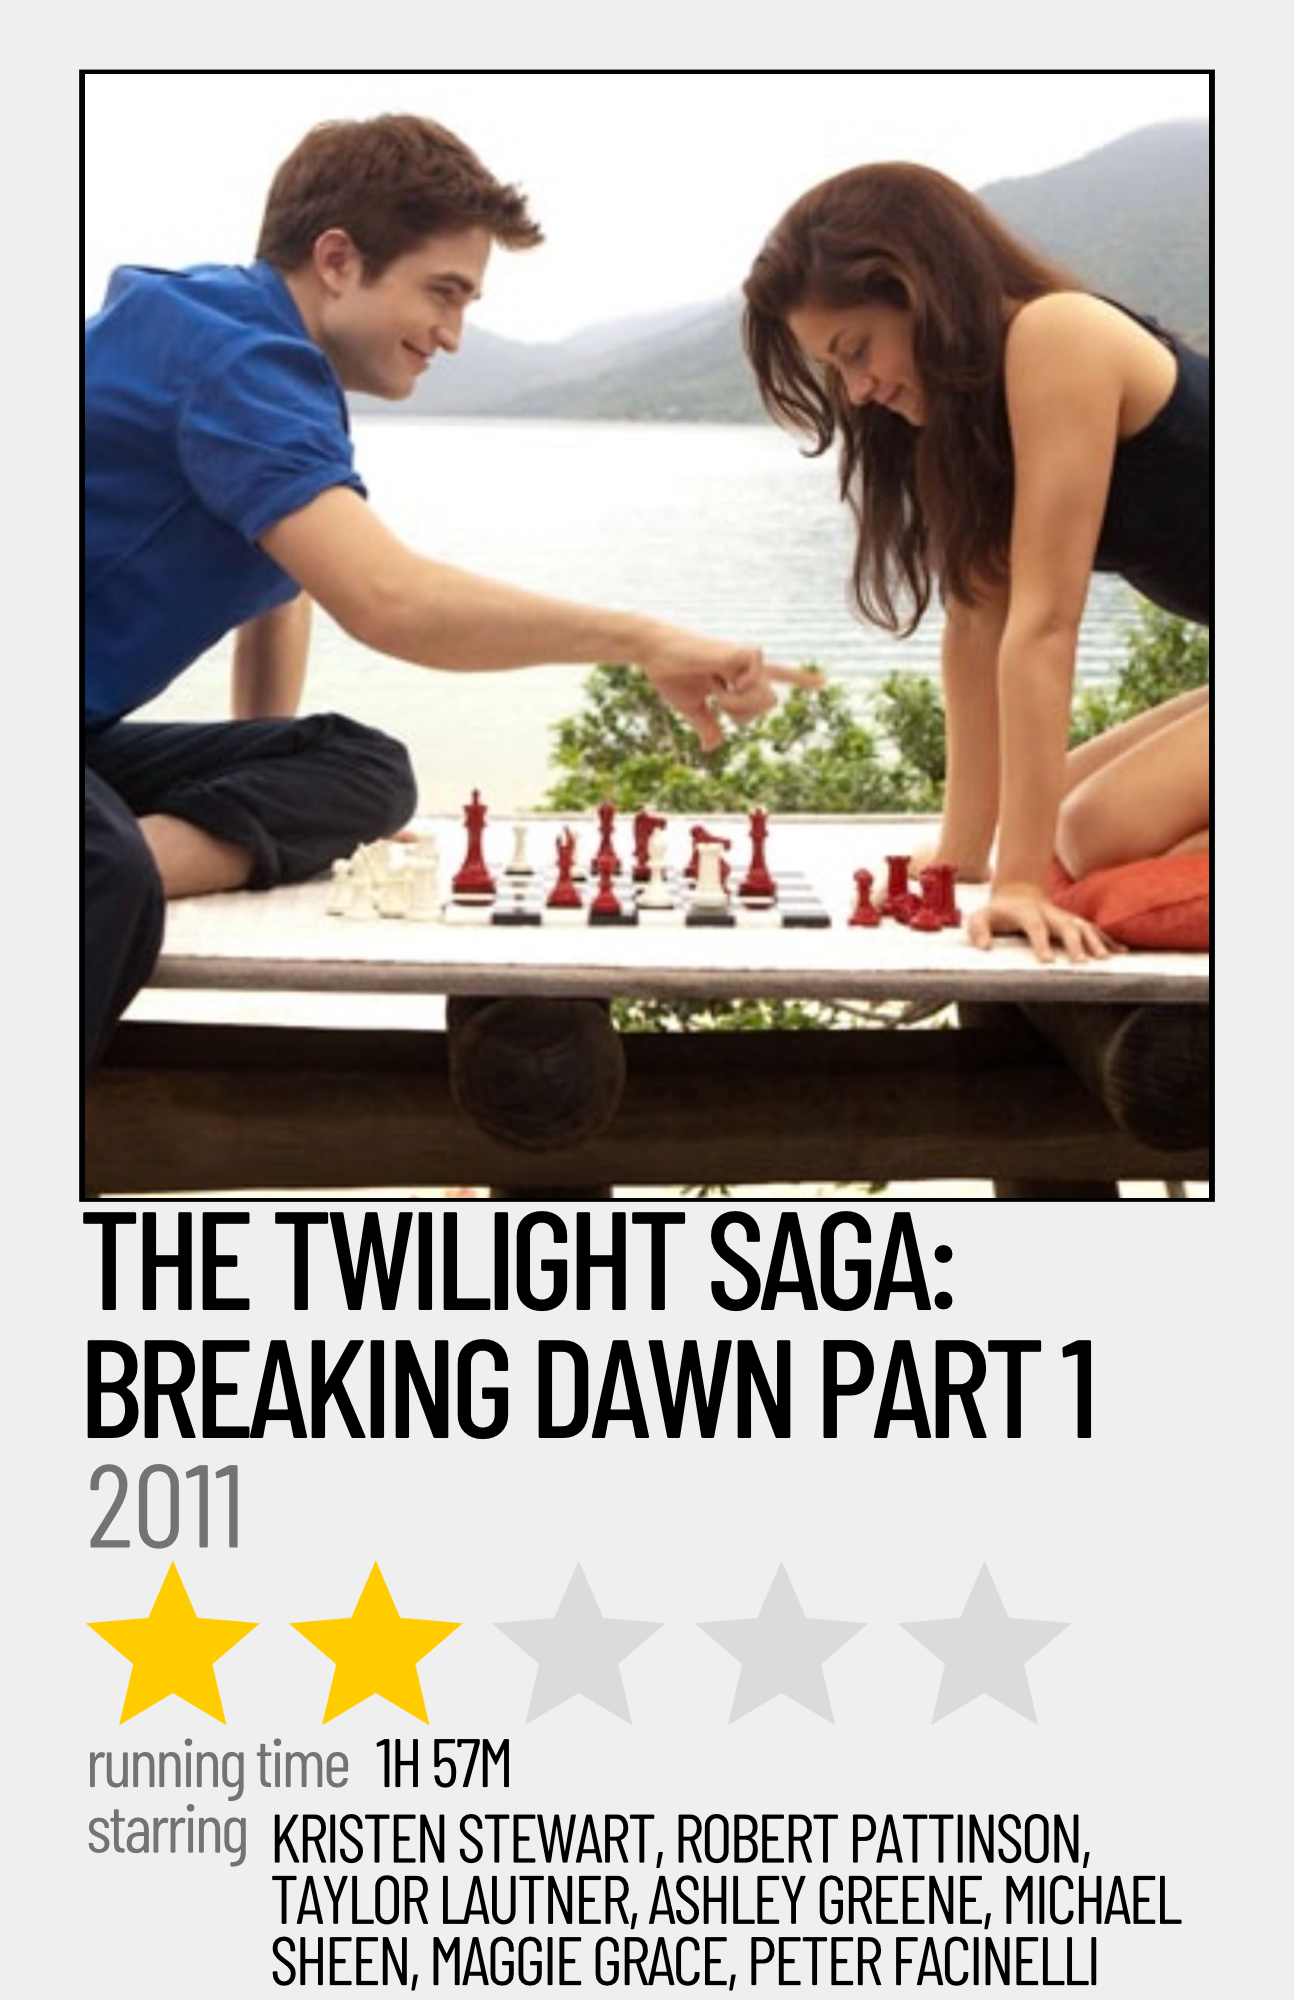 THE TWILIGHT SAGA:
BREAKING DAWN PART 1
2011
running time 1H 57M
starring KRISTEN STEWART, ROBERT PATTINSON,
TAYLOR LAUTNER, ASHLEY GREENE, MICHAEL
SHEEN, MAGGIE GRACE, PETER FACINELLI